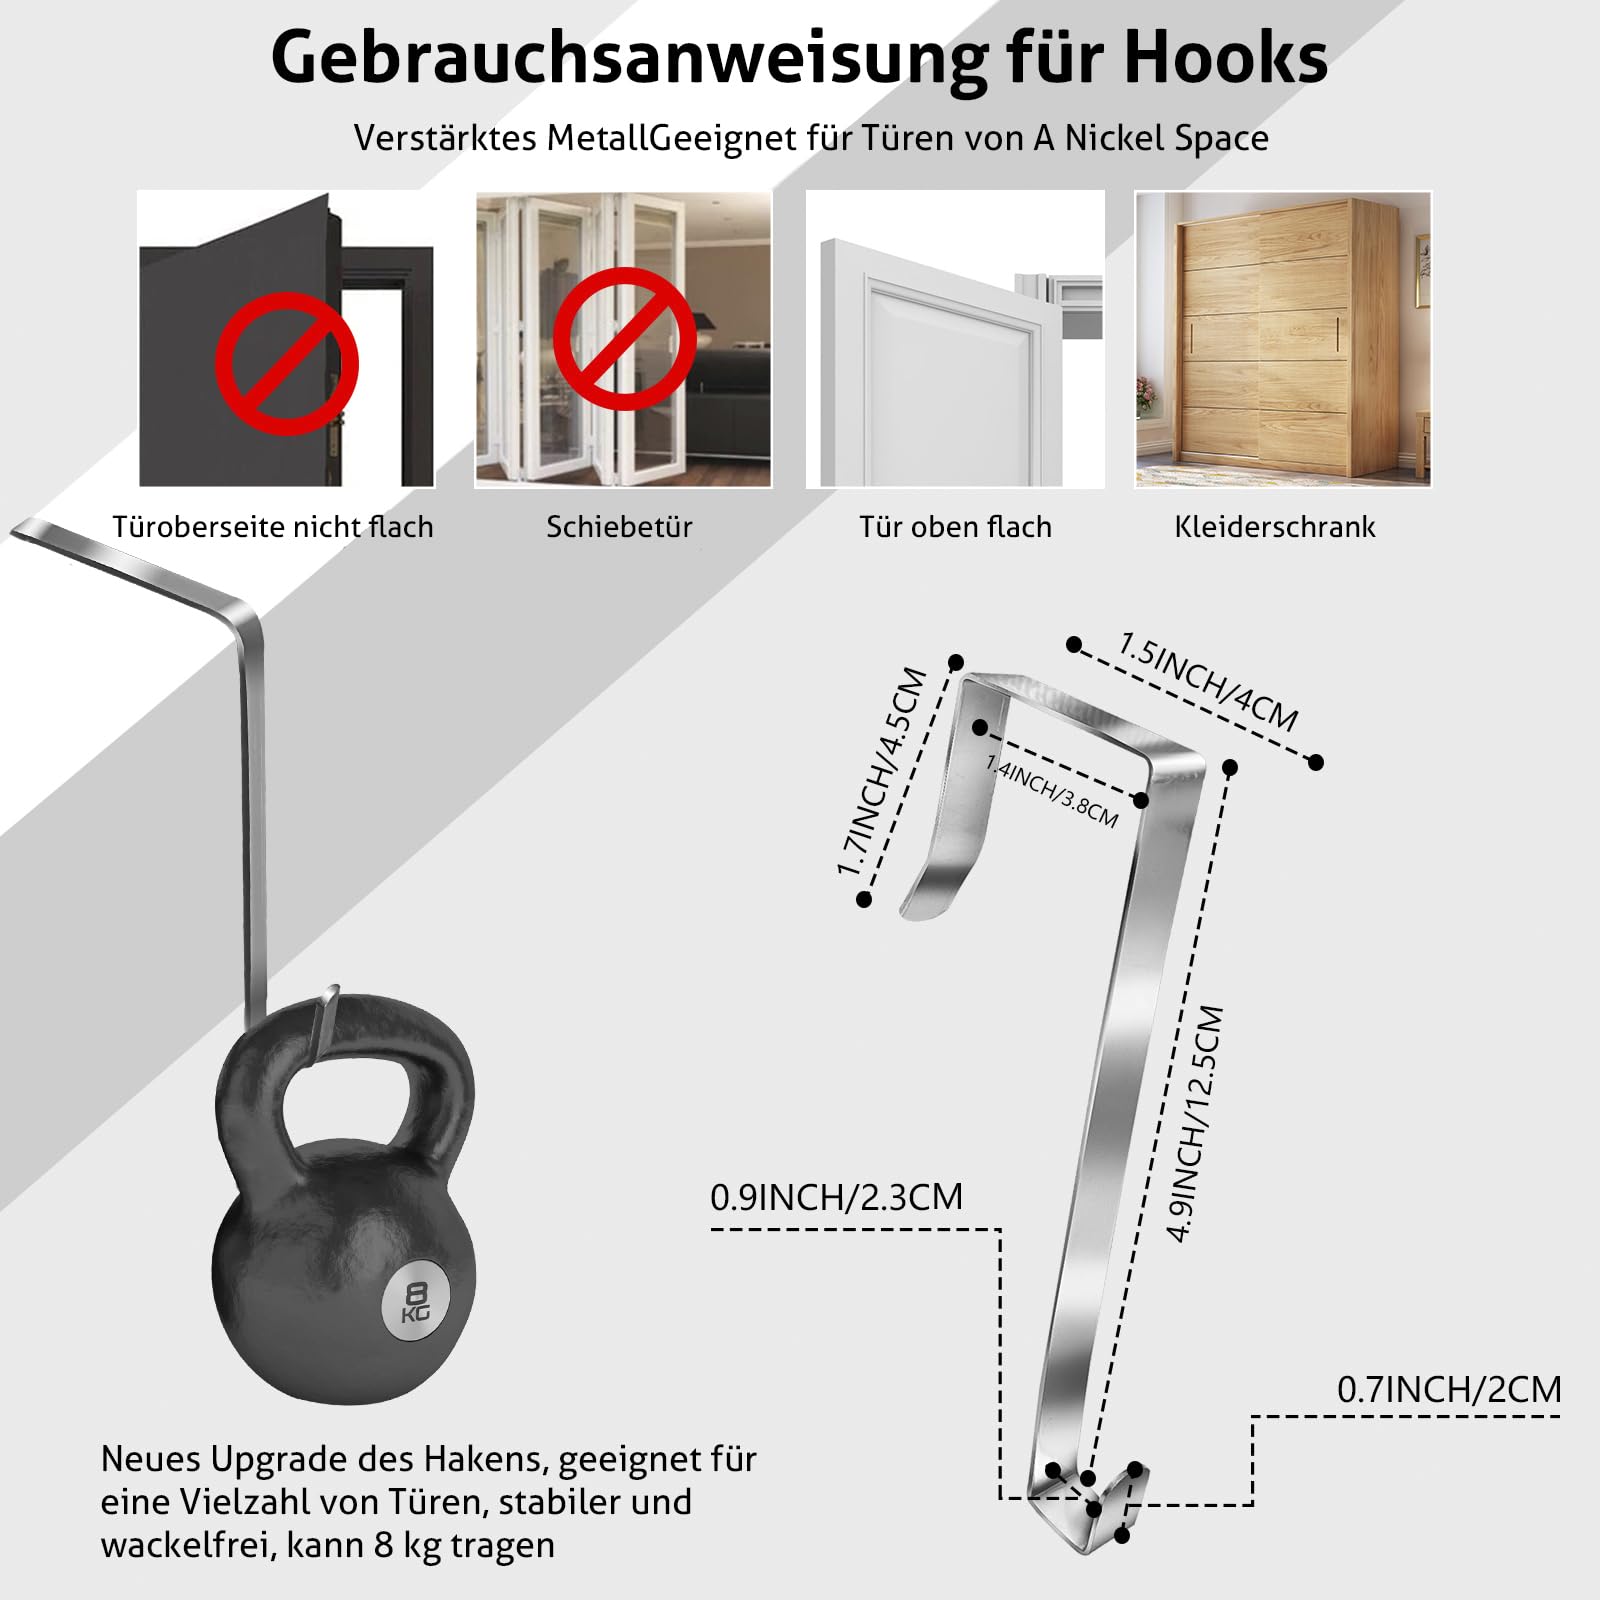 Gebrauchsanweisung für Hooks
Verstärktes MetallGeeignet für Türen von A Nickel Space
Türoberseite nicht flach
Schiebetür
Tür oben flach
Kleiderschrank
1.5INCH/4CM
1.7INCH/4.5CM
1.4INCH/3.8CM
4.9INCH/12.5CM
0.9INCH/2.3CM
0.7INCH/2CM
8
KG
Neues Upgrade des Hakens, geeignet für
eine Vielzahl von Türen, stabiler und
wackelfrei, kann 8 kg tragen